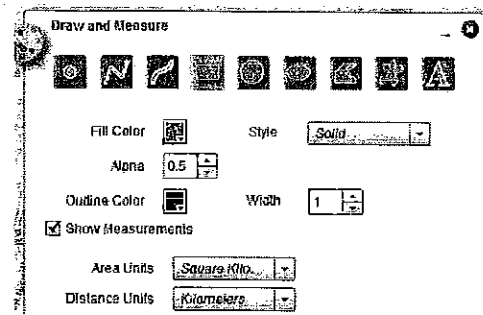 Draw and Measure
A
Fill Color Style Solid
Alpha 0.5
Outline Color Width 1
Show Measurements
Area Units Square Kilo...
Distance Units Kilometers